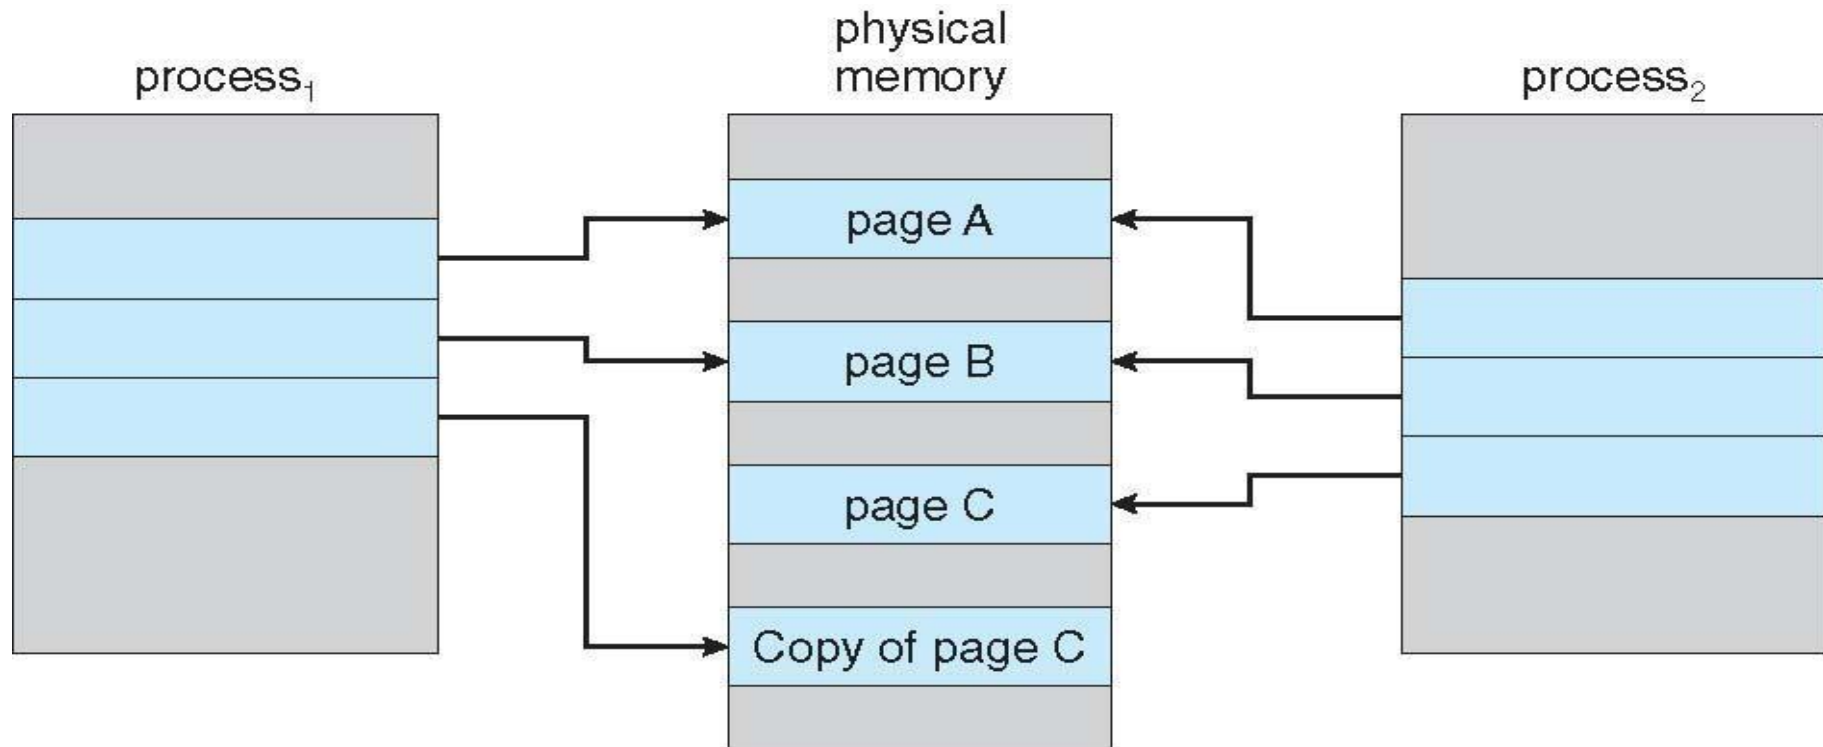 process₁
physical
memory
process₂
page A
page B
page C
Copy of page C